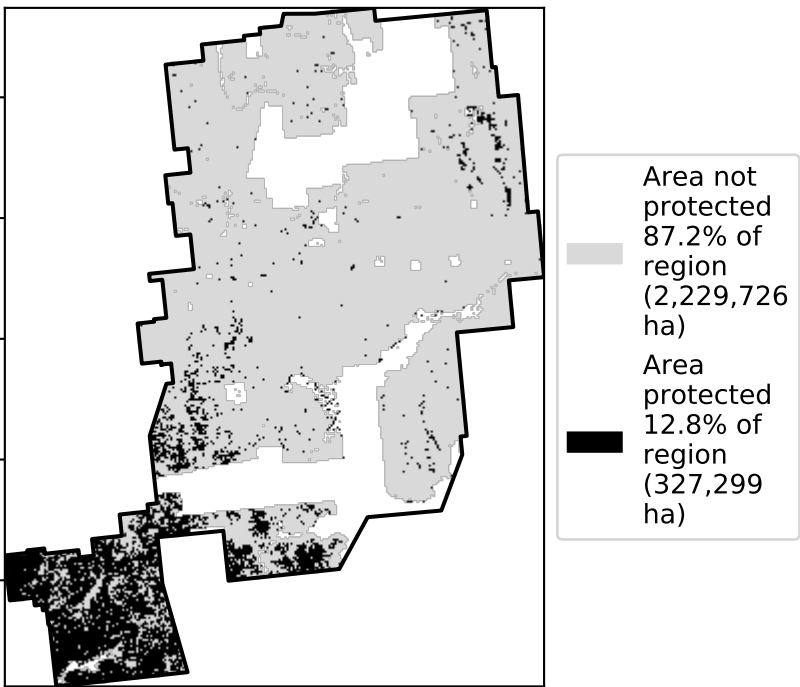 Area not
protected
87.2% of
region
(2,229,726
ha)
Area
protected
12.8% of
region
(327,299
ha)